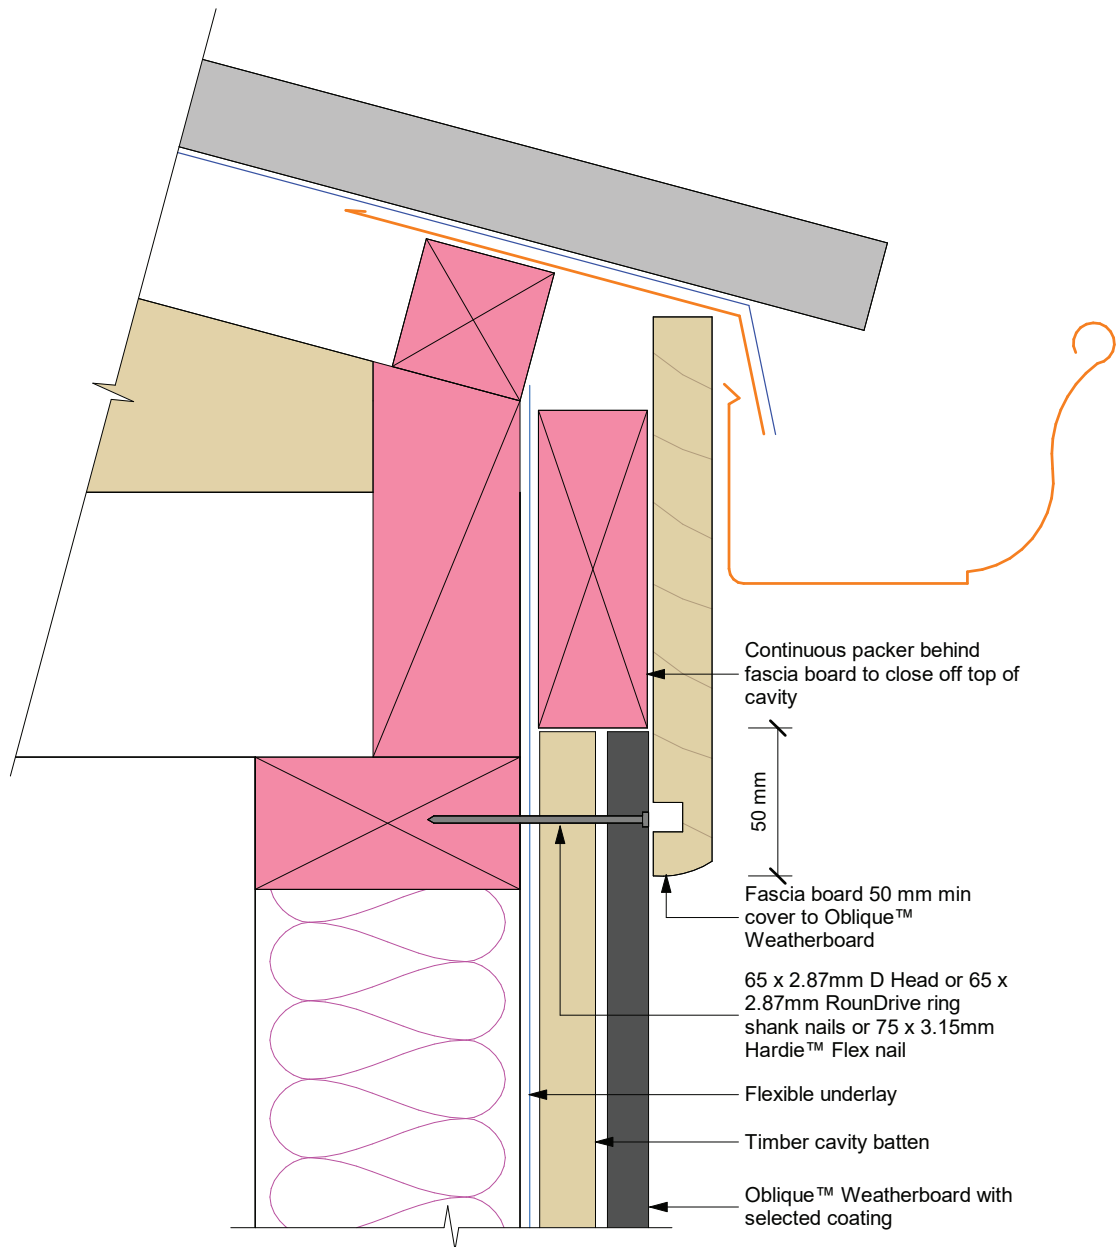 Continuous packer behind
fascia board to close off top of
cavity
50 mm
Fascia board 50 mm min
cover to Oblique™
Weatherboard
65 x 2.87mm D Head or 65 x
2.87mm RounDrive ring
shank nails or 75 x 3.15mm
Hardie™ Flex nail
Flexible underlay
Timber cavity batten
Oblique™ Weatherboard with
selected coating